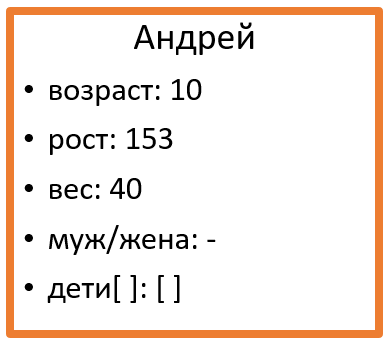 Андрей
• возраст: 10
• рост: 153
• вес: 40
• муж/жена: -
• дети[ ]: [ ]